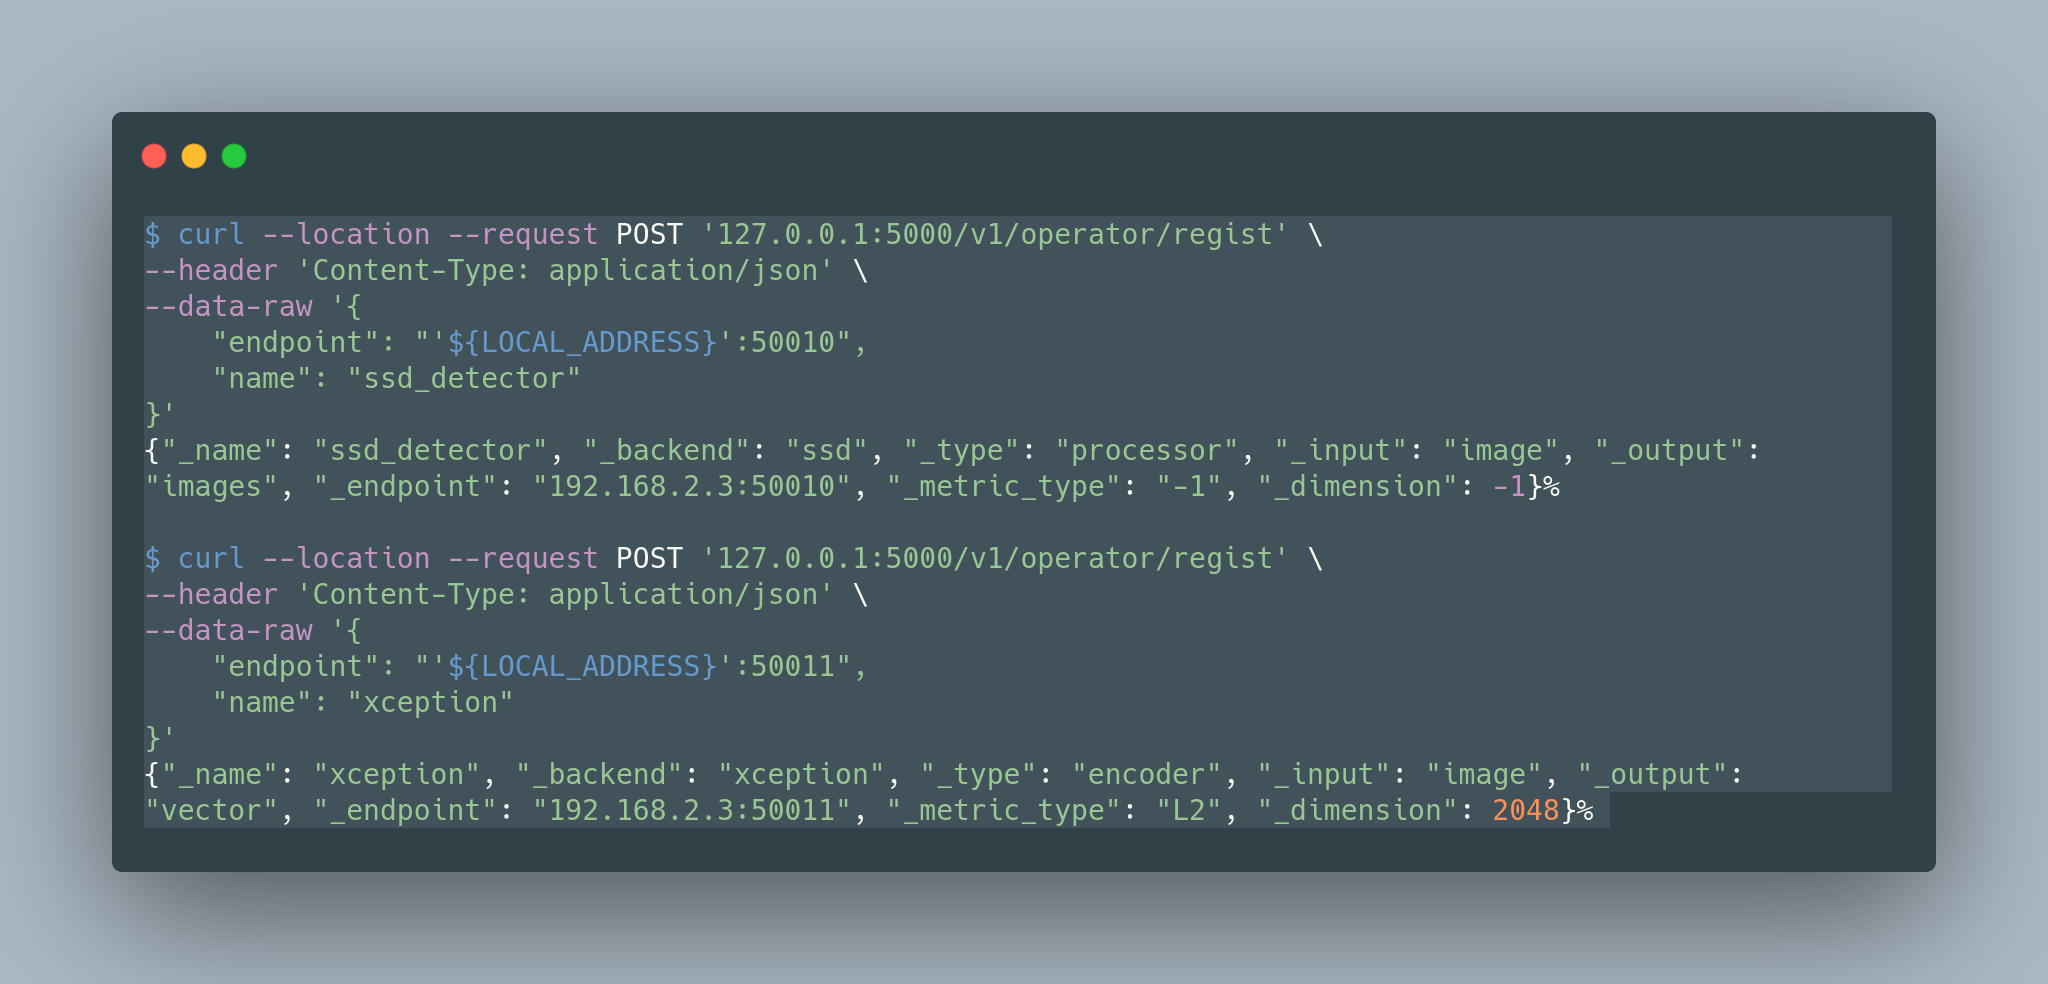 $ curl --location --request POST '127.0.0.1:5000/v1/operator/regist' \
--header 'Content-Type: application/json' \
--data-raw '{
    "endpoint": "'${LOCAL_ADDRESS}':50010",
    "name": "ssd_detector"
}'
{"_name": "ssd_detector", "_backend": "ssd", "_type": "processor", "_input": "image", "_output":
"images", "_endpoint": "192.168.2.3:50010", "_metric_type": "-1", "_dimension": -1}%

$ curl --location --request POST '127.0.0.1:5000/v1/operator/regist' \
--header 'Content-Type: application/json' \
--data-raw '{
    "endpoint": "'${LOCAL_ADDRESS}':50011",
    "name": "xception"
}'
{"_name": "xception", "_backend": "xception", "_type": "encoder", "_input": "image", "_output":
"vector", "_endpoint": "192.168.2.3:50011", "_metric_type": "L2", "_dimension": 2048}%